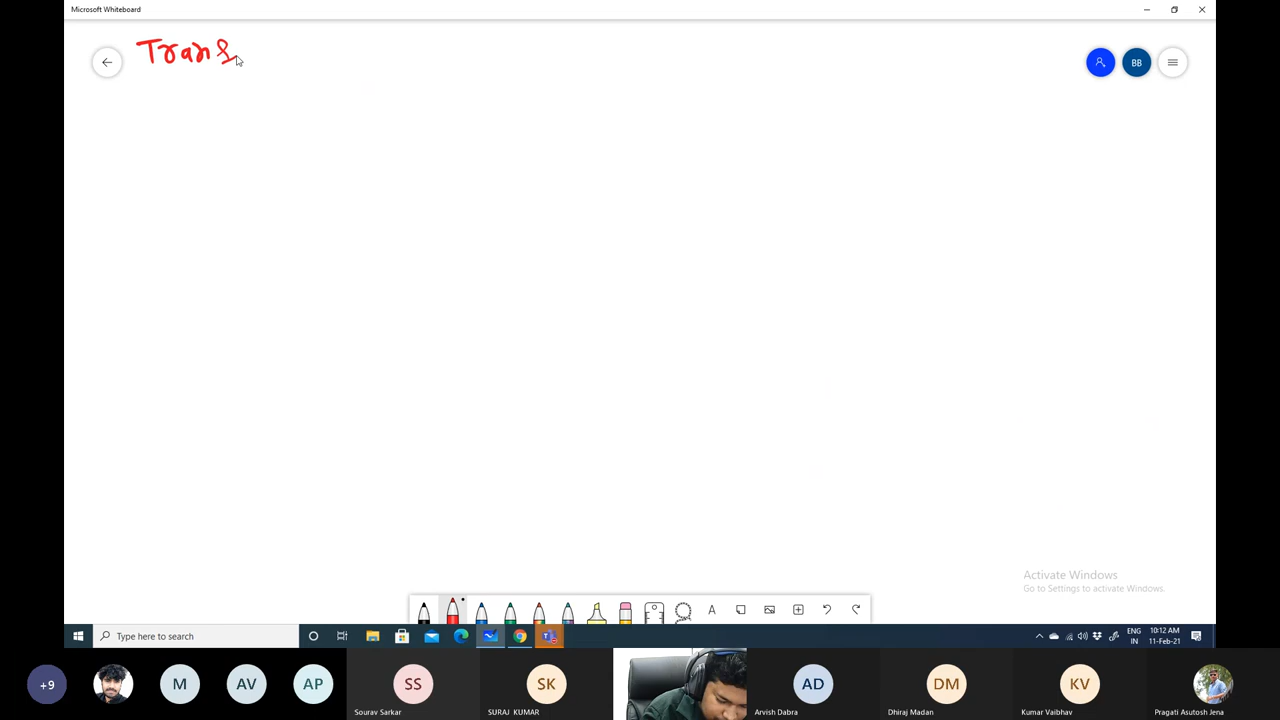 Microsoft Whiteboard
Trans
BB
A
Activate Windows
Go to Settings to activate Windows.
Type here to search
ENG
IN
10:12 AM
11-Feb-21
+9
M
AV
AP
SS
SK
AD
DM
KV
Sourav Sarkar
SURAJ KUMAR
Arvish Dabra
Dhiraj Madan
Kumar Vaibhav
Pragati Asutosh Jena